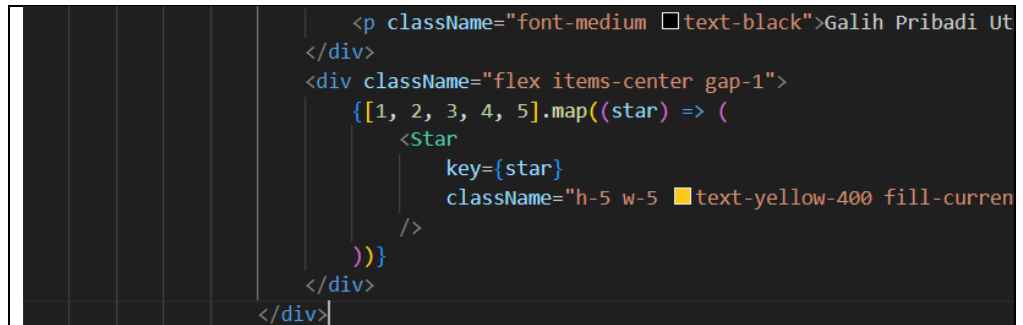 <p className="font-medium text-black">Galih Pribadi Ut
</div>
<div className="flex items-center gap-1">
{[1, 2, 3, 4, 5].map((star) => (
<Star
key={star}
className="h-5 w-5 text-yellow-400 fill-curren
/>
))}
</div>
</div>